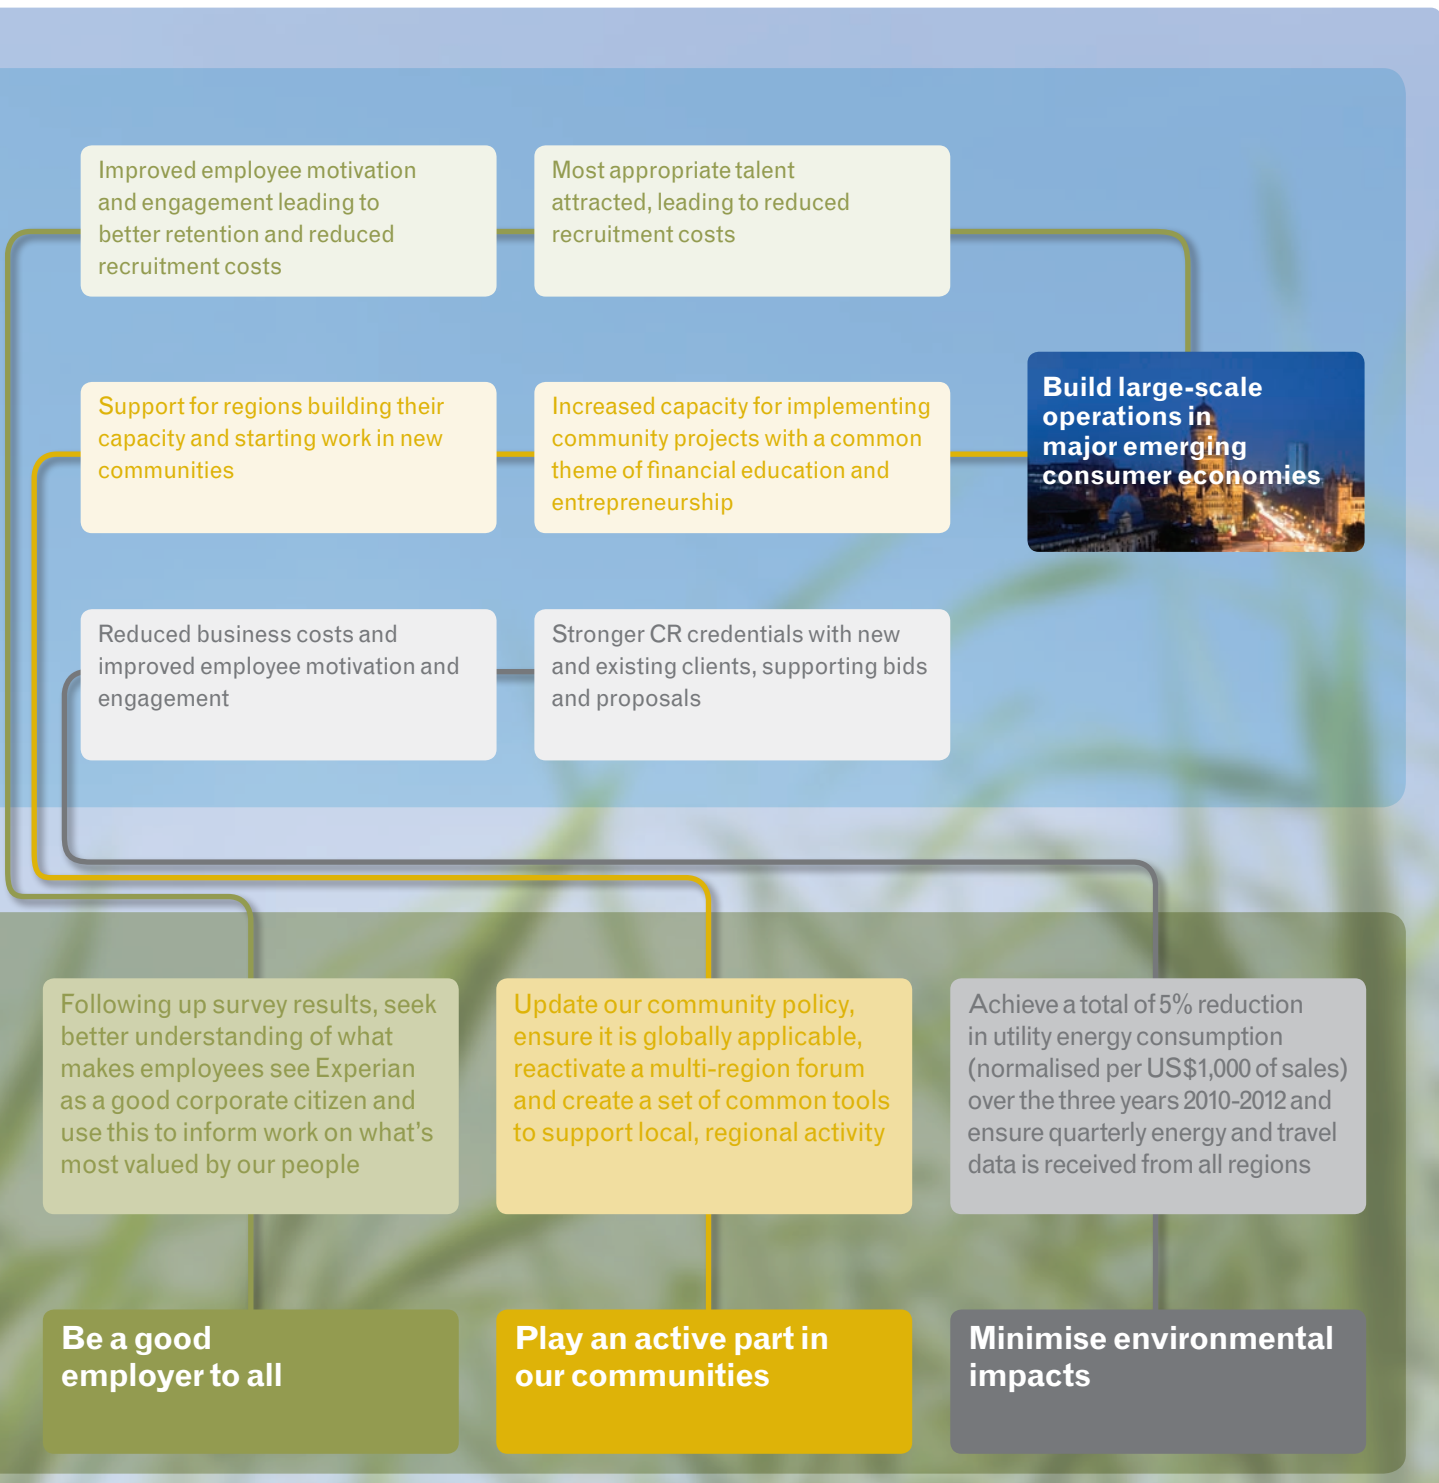 Improved employee motivation
and engagement leading to
better retention and reduced
recruitment costs
Most appropriate talent
attracted, leading to reduced
recruitment costs
Support for regions building their
capacity and starting work in new
communities
Increased capacity for implementing
community projects with a common
theme of financial education and
entrepreneurship
Build large-scale
operations in
major emerging
consumer economies
Reduced business costs and
improved employee motivation and
engagement
Stronger CR credentials with new
and existing clients, supporting bids
and proposals
Following up survey results, seek
better understanding of what
makes employees see Experian
as a good corporate citizen and
use this to inform work on what's
most valued by our people
Update our community policy,
ensure it is globally applicable,
reactivate a multi-region forum
and create a set of common tools
to support local, regional activity
Achieve a total of 5% reduction
in utility energy consumption
(normalised per US$1,000 of sales)
over the three years 2010-2012 and
ensure quarterly energy and travel
data is received from all regions
Be a good
employer to all
Play an active part in
our communities
Minimise environmental
impacts